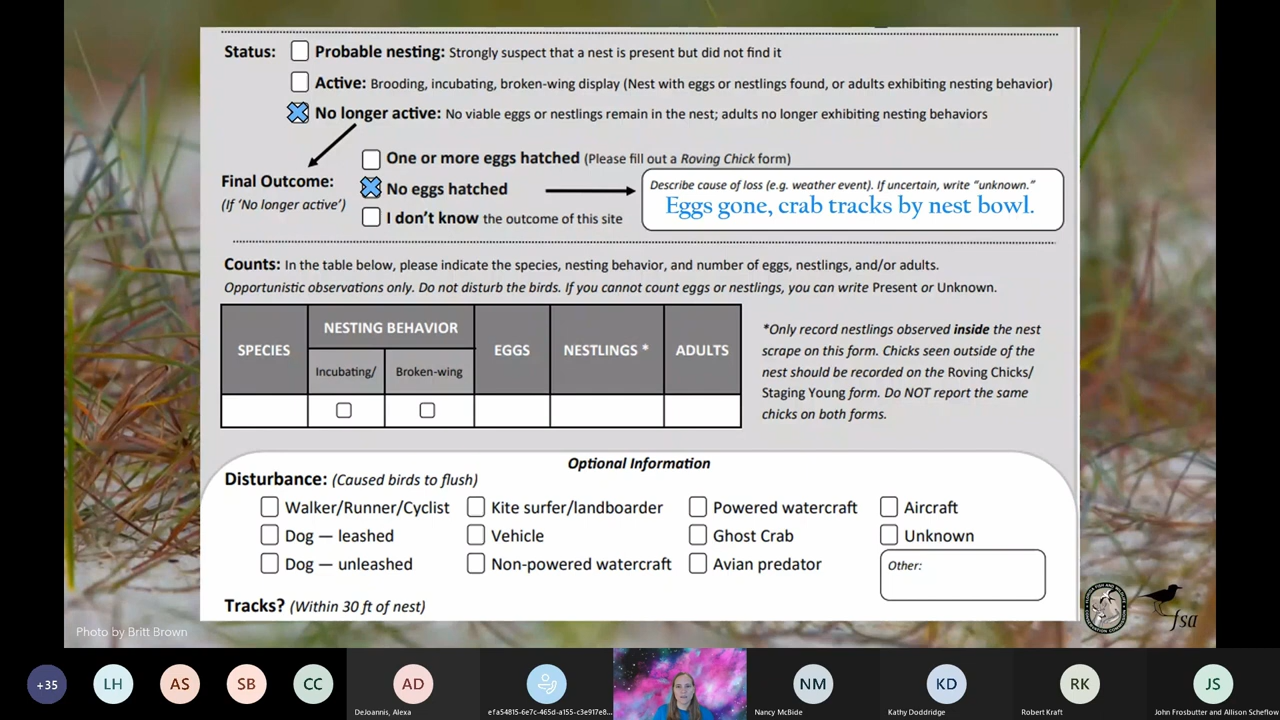 Status: Probable nesting: Strongly suspect that a nest is present but did not find it
Active: Brooding, incubating, broken-wing display (Nest with eggs or nestlings found, or adults exhibiting nesting behavior)
No longer active: No viable eggs or nestlings remain in the nest; adults no longer exhibiting nesting behaviors
One or more eggs hatched (Please fill out a Roving Chick form)
Final Outcome:
(If 'No longer active')
No eggs hatched
I don't know the outcome of this site
Describe cause of loss (e.g. weather event). If uncertain, write "unknown."
Eggs gone, crab tracks by nest bowl.
Counts: In the table below, please indicate the species, nesting behavior, and number of eggs, nestlings, and/or adults.
Opportunistic observations only. Do not disturb the birds. If you cannot count eggs or nestlings, you can write Present or Unknown.
SPECIES NESTING BEHAVIOR EGGS NESTLINGS * ADULTS
Incubating/ Broken-wing
*Only record nestlings observed inside the nest
scrape on this form. Chicks seen outside of the
nest should be recorded on the Roving Chicks/
Staging Young form. Do NOT report the same
chicks on both forms.
Optional Information
Disturbance: (Caused birds to flush)
Walker/Runner/Cyclist Kite surfer/landboarder Powered watercraft Aircraft
Dog — leashed Vehicle Ghost Crab Unknown
Dog — unleashed Non-powered watercraft Avian predator Other:
Tracks? (Within 30 ft of nest)
Photo by Britt Brown
fsa
+35 LH AS SB CC AD NM KD RK JS
DeJoannis, Alexa
Nancy McBide Kathy Doddridge Robert Kraft John Frosbutter and Allison Scheflow